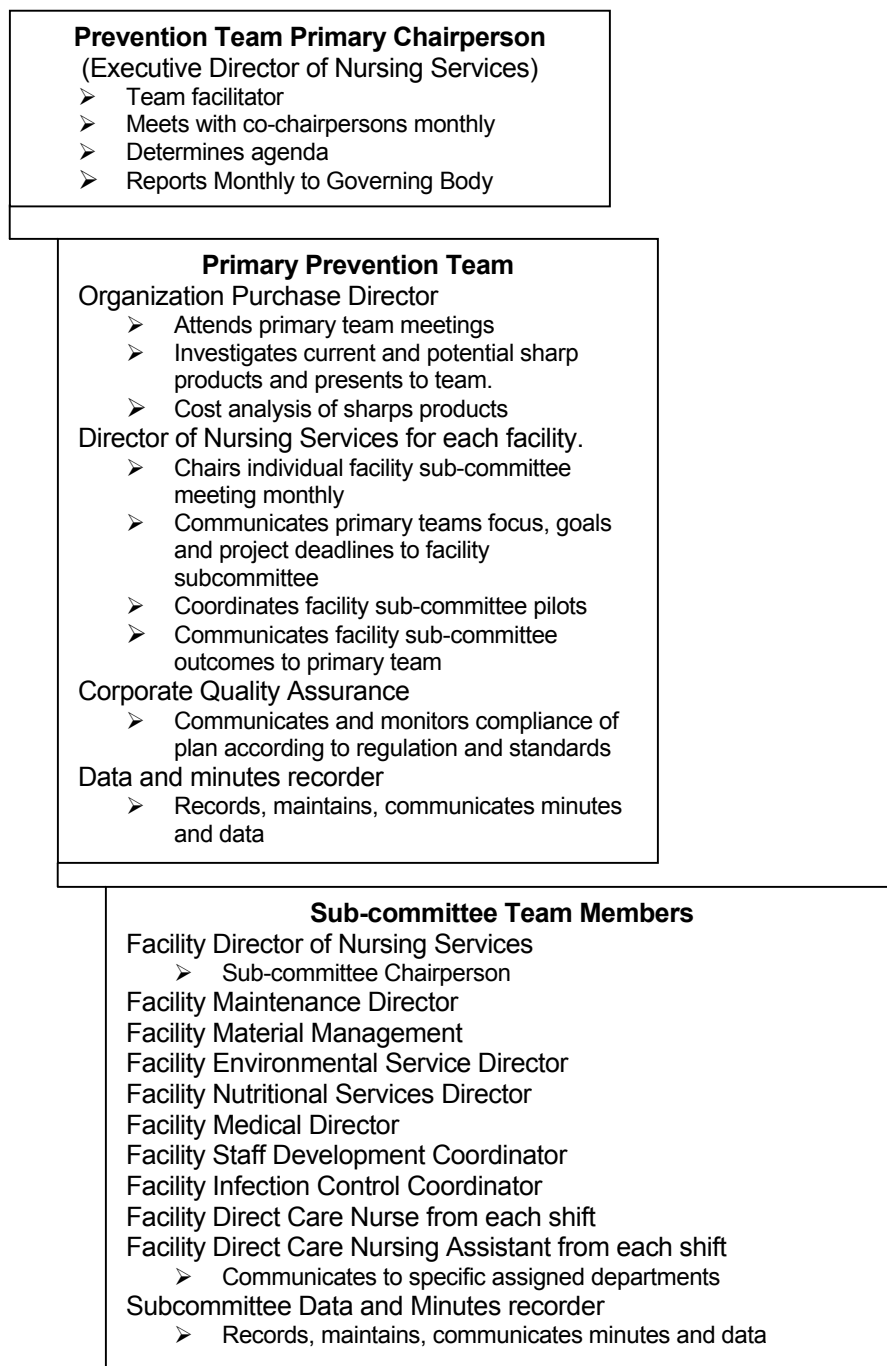 Prevention Team Primary Chairperson
(Executive Director of Nursing Services)
➢ Team facilitator
➢ Meets with co-chairpersons monthly
➢ Determines agenda
➢ Reports Monthly to Governing Body
Primary Prevention Team
Organization Purchase Director
➢ Attends primary team meetings
➢ Investigates current and potential sharp
products and presents to team.
➢ Cost analysis of sharps products
Director of Nursing Services for each facility.
➢ Chairs individual facility sub-committee
meeting monthly
➢ Communicates primary teams focus, goals
and project deadlines to facility
subcommittee
➢ Coordinates facility sub-committee pilots
➢ Communicates facility sub-committee
outcomes to primary team
Corporate Quality Assurance
➢ Communicates and monitors compliance of
plan according to regulation and standards
Data and minutes recorder
➢ Records, maintains, communicates minutes
and data
Sub-committee Team Members
Facility Director of Nursing Services
➢ Sub-committee Chairperson
Facility Maintenance Director
Facility Material Management
Facility Environmental Service Director
Facility Nutritional Services Director
Facility Medical Director
Facility Staff Development Coordinator
Facility Infection Control Coordinator
Facility Direct Care Nurse from each shift
Facility Direct Care Nursing Assistant from each shift
➢ Communicates to specific assigned departments
Subcommittee Data and Minutes recorder
➢ Records, maintains, communicates minutes and data